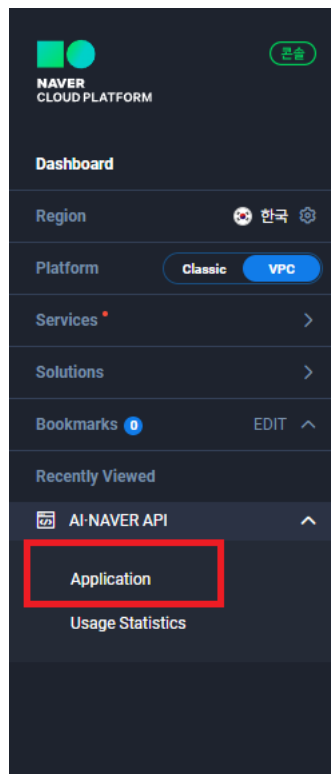 콘솔
NAVER
CLOUD PLATFORM
Dashboard
Region 한국
Platform Classic VPC
Services
Solutions
Bookmarks 0 EDIT
Recently Viewed
AI·NAVER API
Application
Usage Statistics